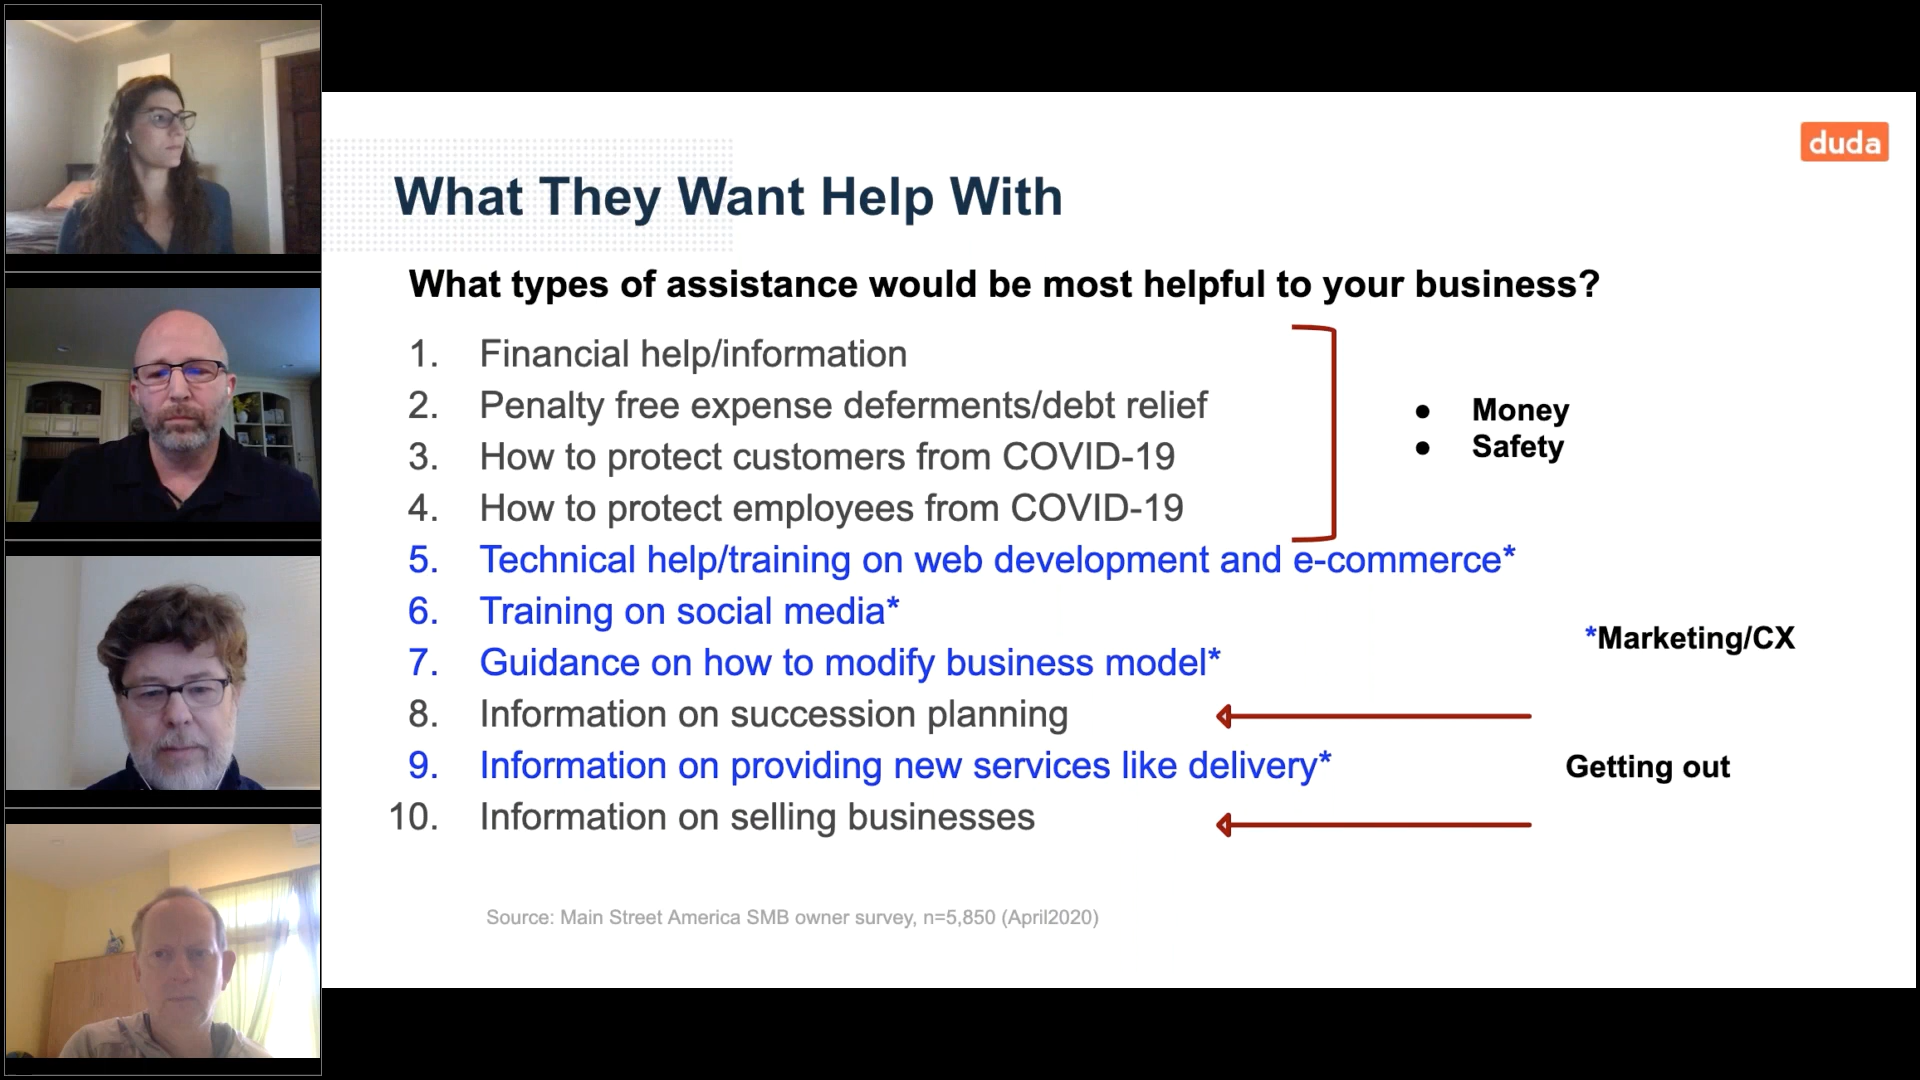 duda
What They Want Help With
What types of assistance would be most helpful to your business?
1. Financial help/information
2. Penalty free expense deferments/debt relief
3. How to protect customers from COVID-19
4. How to protect employees from COVID-19
● Money
● Safety
5. Technical help/training on web development and e-commerce*
6. Training on social media*
7. Guidance on how to modify business model*
*Marketing/CX
8. Information on succession planning
9. Information on providing new services like delivery*
Getting out
10. Information on selling businesses
Source: Main Street America SMB owner survey, n=5,850 (April2020)